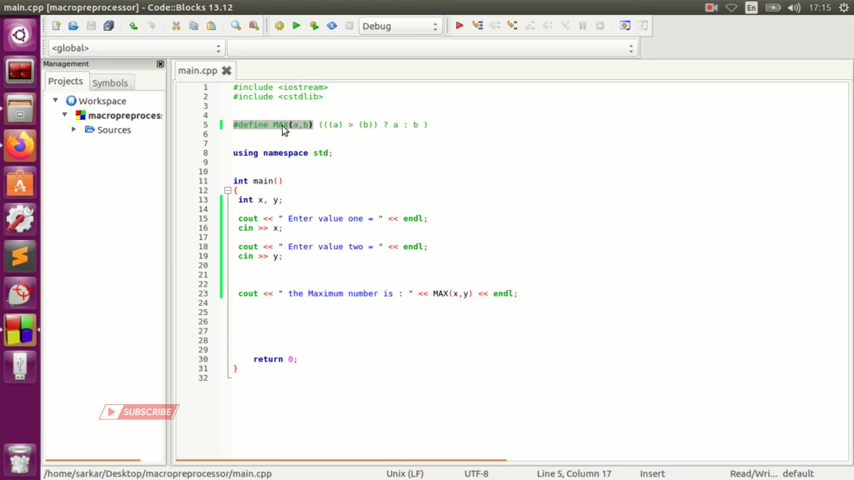 main.cpp [macropreprocessor] - Code::Blocks 13.12
En
17:15
Debug
<global>
Management
Projects
Symbols
Workspace
macropreproces:
Sources
main.cpp
1 #include <iostream>
2 #include <cstdlib>
3
4
5 #define MAX(a,b) (((a) > (b)) ? a : b )
6
7
8 using namespace std;
9
10
11 int main()
12 {
13 int x, y;
14
15 cout << " Enter value one = " << endl;
16 cin >> x;
17
18 cout << " Enter value two = " << endl;
19 cin >> y;
20
21
22
23 cout << " the Maximum number is : " << MAX(x,y) << endl;
24
25
26
27
28
29
30 return 0;
31 }
32
SUBSCRIBE
/home/sarkar/Desktop/macropreprocessor/main.cpp
Unix (LF)
UTF-8
Line 5, Column 17
Insert
Read/Wri...
default